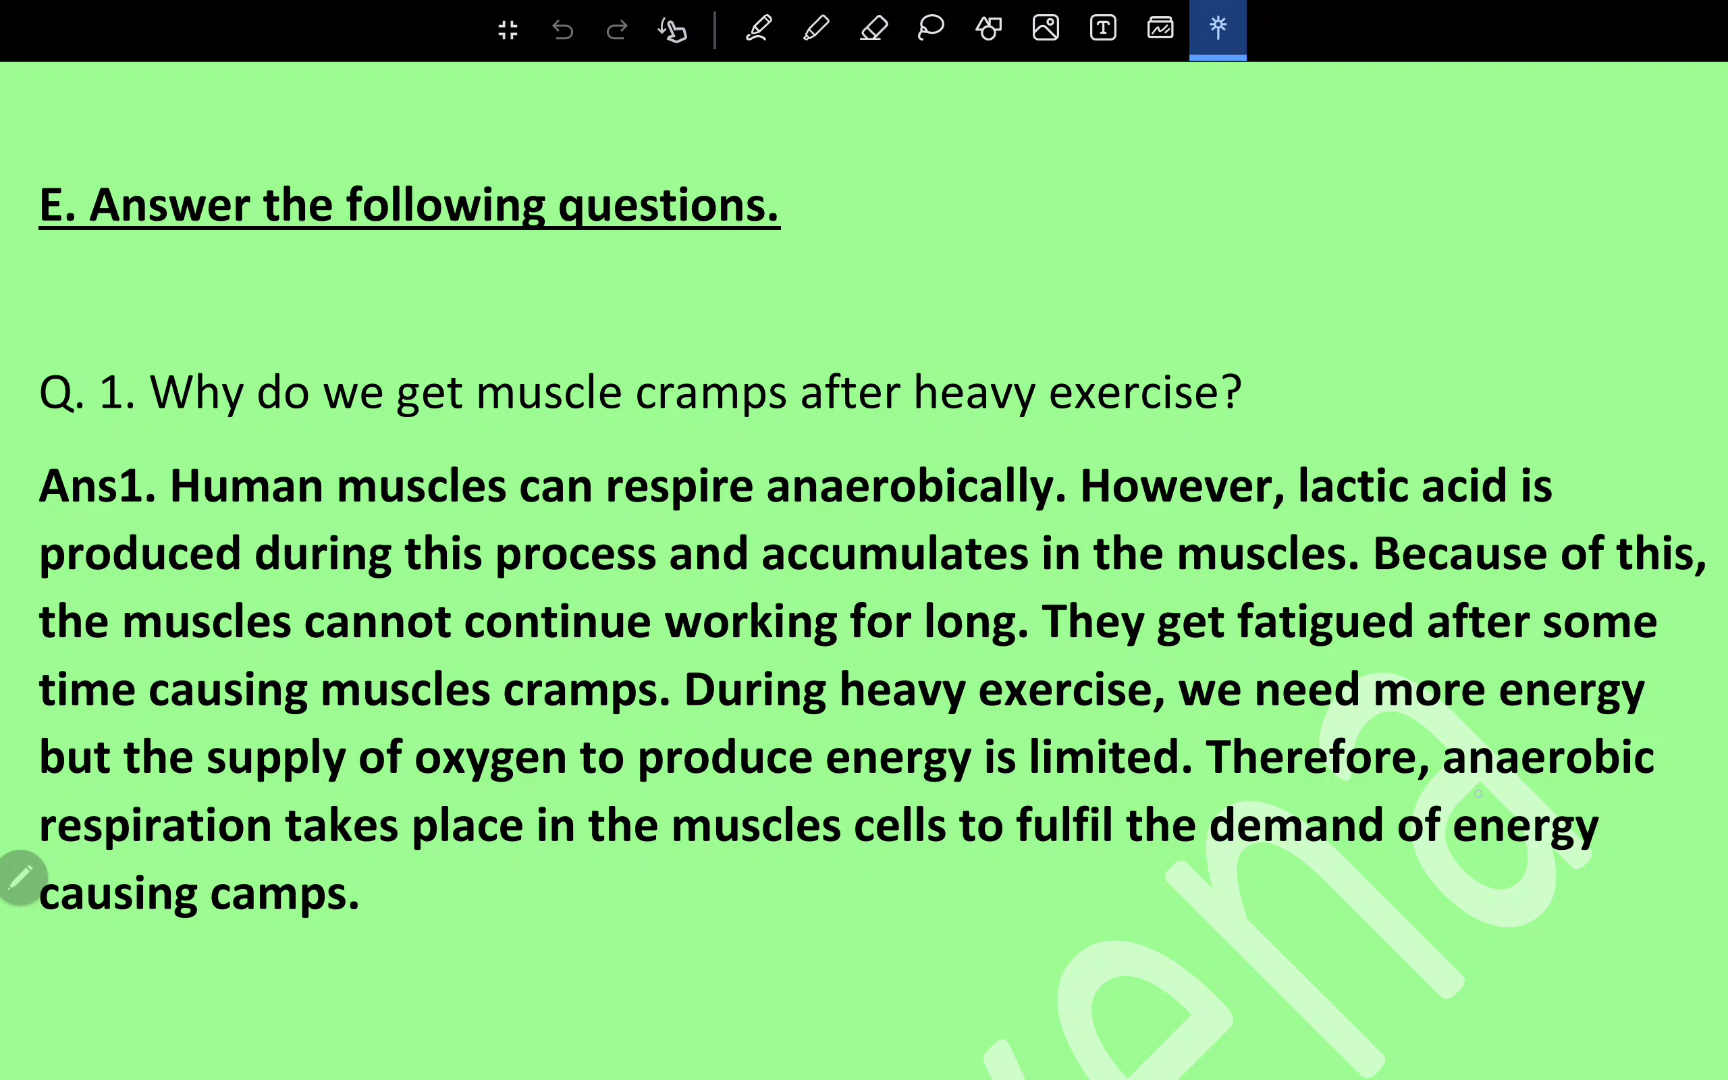 E. Answer the following questions.
Q. 1. Why do we get muscle cramps after heavy exercise?
Ans1. Human muscles can respire anaerobically. However, lactic acid is
produced during this process and accumulates in the muscles. Because of this,
the muscles cannot continue working for long. They get fatigued after some
time causing muscles cramps. During heavy exercise, we need more energy
but the supply of oxygen to produce energy is limited. Therefore, anaerobic
respiration takes place in the muscles cells to fulfil the demand of energy
causing camps.